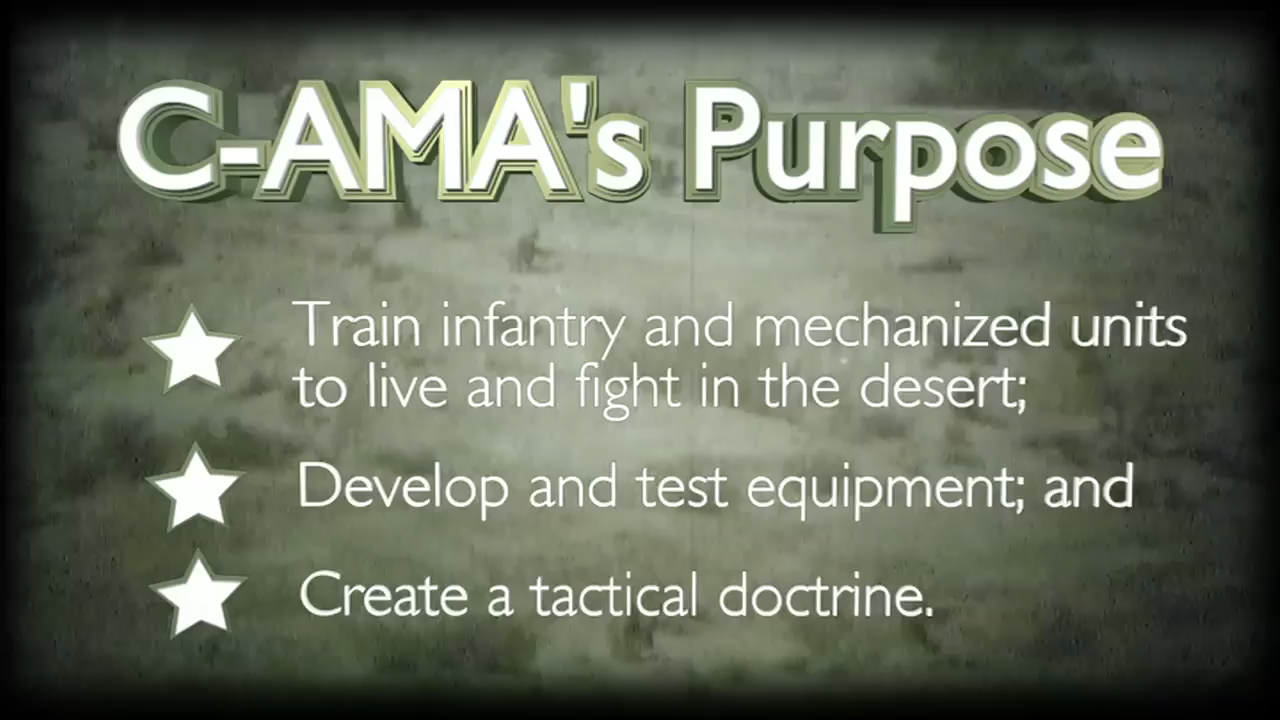 C-AMA's Purpose
Train infantry and mechanized units
to live and fight in the desert;
Develop and test equipment; and
Create a tactical doctrine.